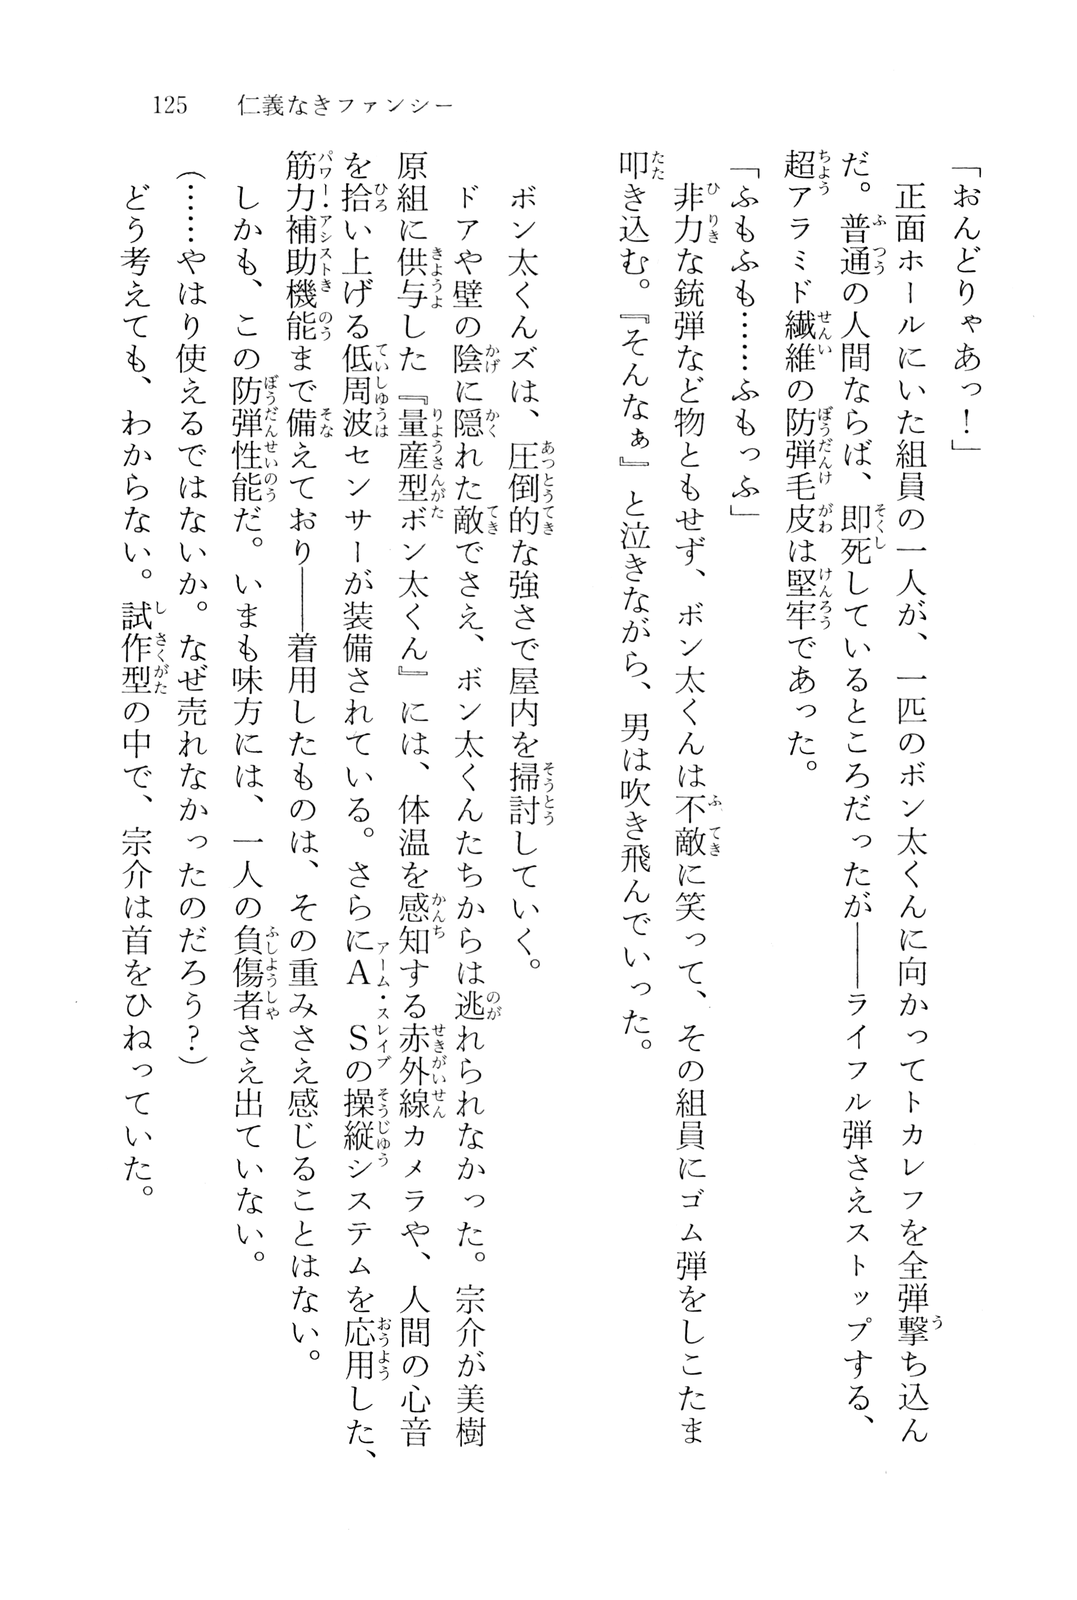 125　仁義なきファンシー
「おんどりゃあっ！」
　正面ホールにいた組員の一人が、一匹のボン太くんに向かってトカレフを全弾撃ち込ん
だ。普通の人間ならば、即死しているところだったが――ライフル弾さえストップする、
超アラミド繊維の防弾毛皮は堅牢であった。
「ふもふも……ふもっふ」
　非力な銃弾など物ともせず、ボン太くんは不敵に笑って、その組員にゴム弾をしこたま
叩き込む。『そんなぁ』と泣きながら、男は吹き飛んでいった。
　ボン太くんズは、圧倒的な強さで屋内を掃討していく。
　ドアや壁の陰に隠れた敵でさえ、ボン太くんたちからは逃れられなかった。宗介が美樹
原組に供与した『量産型ボン太くん』には、体温を感知する赤外線カメラや、人間の心音
を拾い上げる低周波センサーが装備されている。さらにＡＳの操縦システムを応用した、
筋力補助機能まで備えており――着用したものは、その重みさえ感じることはない。
　しかも、この防弾性能だ。いまも味方には、一人の負傷者さえ出ていない。
（……やはり使えるではないか。なぜ売れなかったのだろう？）
　どう考えても、わからない。試作型の中で、宗介は首をひねっていた。